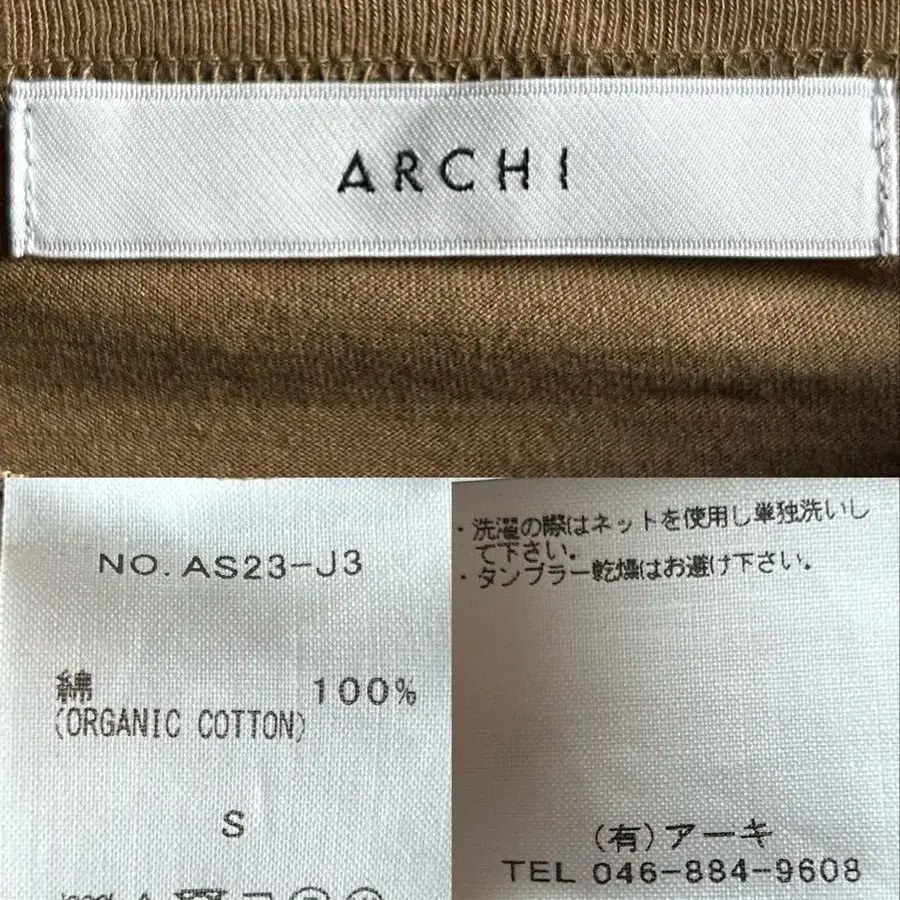 ARCHI
NO. AS23-J3
綿 100%
(ORGANIC COTTON)
S
・洗濯の際はネットを使用し単独洗いし
て下さい.
・タンブラー乾燥はお避け下さい.
(有)アーキ
TEL 046-884-9608